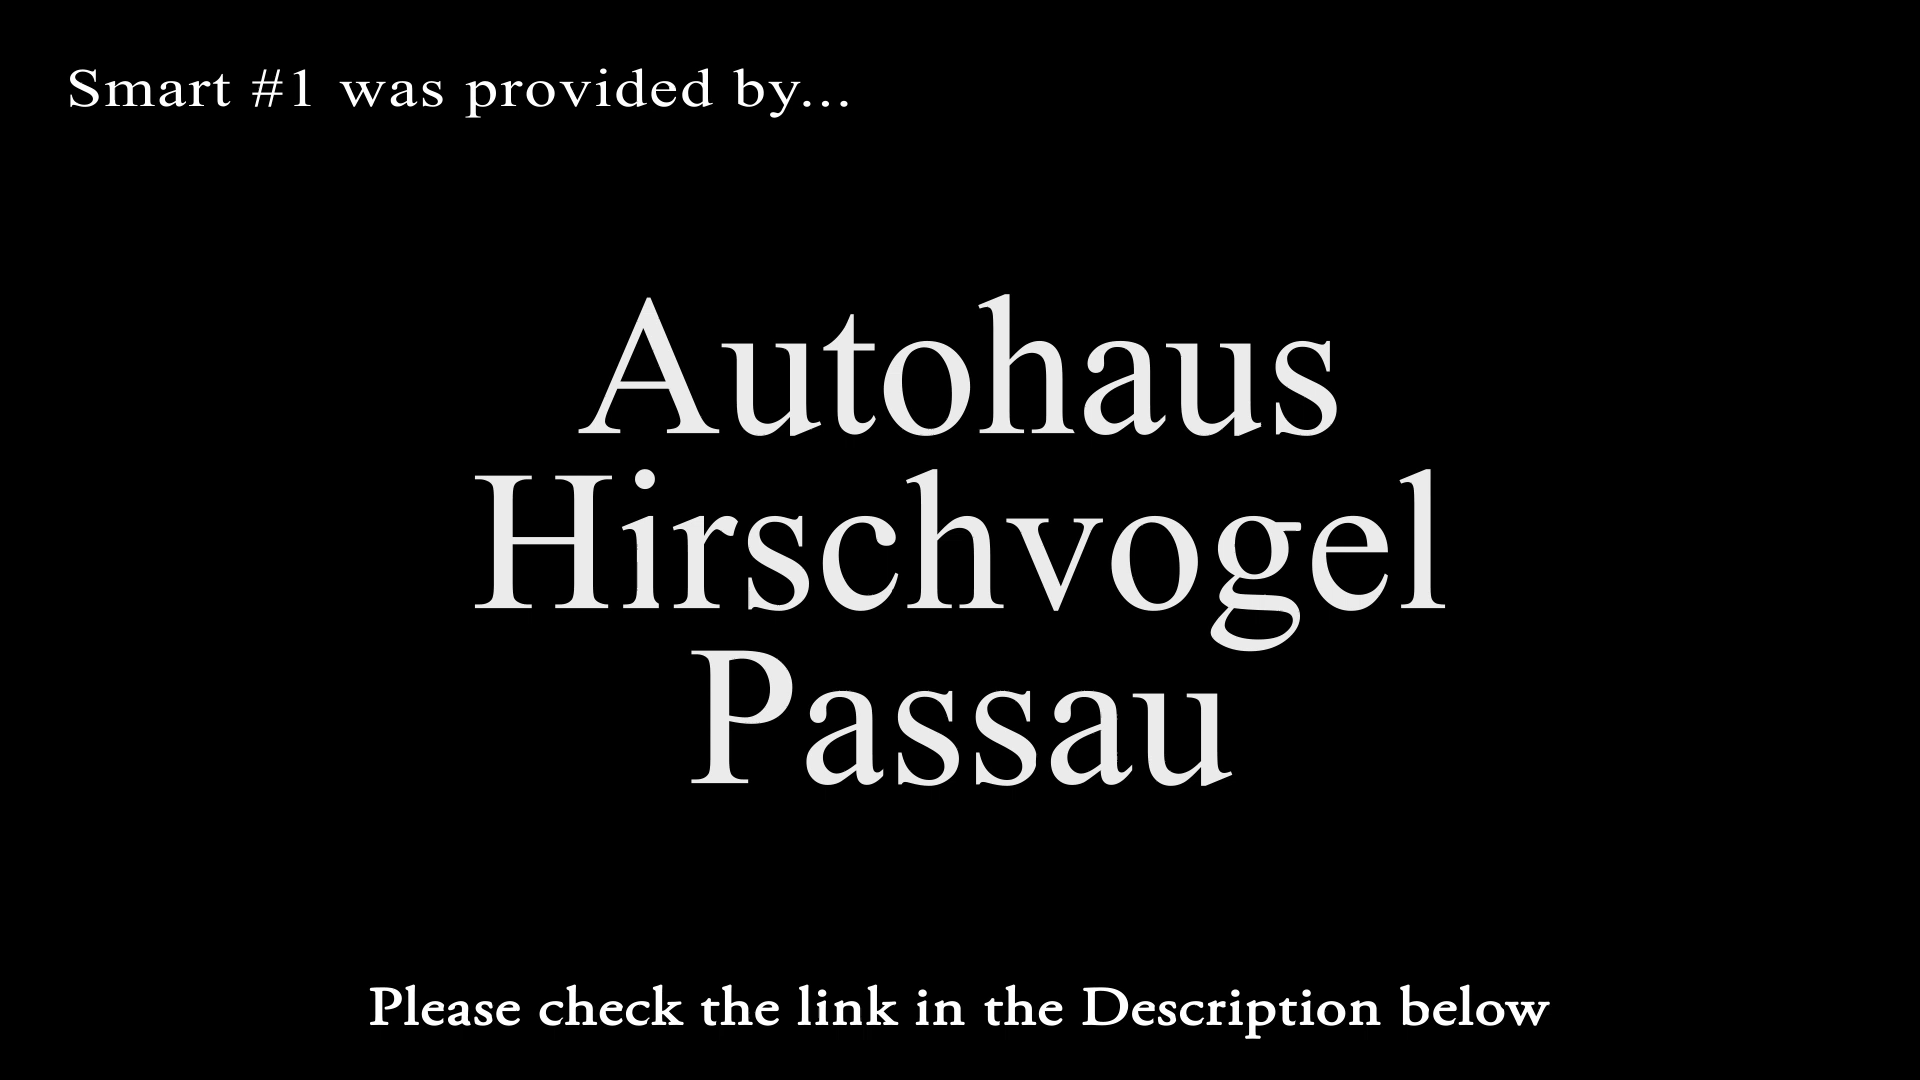 Smart #1 was provided by...
Autohaus
Hirschvogel
Passau
Please check the link in the Description below